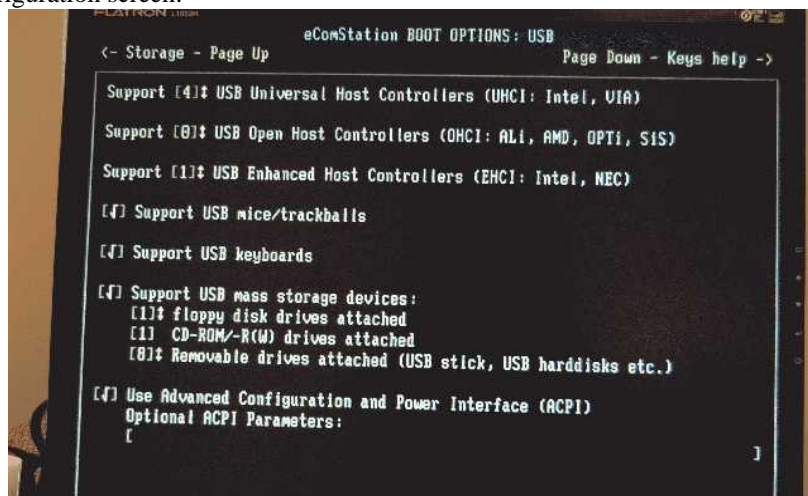 figuration screen:
FLATRON
eComStation BOOT OPTIONS: USB
<- Storage - Page Up Page Down - Keys help ->
Support [4]↕ USB Universal Host Controllers (UHCI: Intel, VIA)
Support [0]↕ USB Open Host Controllers (OHCI: ALi, AMD, OPTi, SiS)
Support [1]↕ USB Enhanced Host Controllers (EHCI: Intel, NEC)
[√] Support USB mice/trackballs
[√] Support USB keyboards
[√] Support USB mass storage devices:
[1]↕ floppy disk drives attached
[1] CD-ROM/-R(W) drives attached
[8]↕ Removable drives attached (USB stick, USB harddisks etc.)
[√] Use Advanced Configuration and Power Interface (ACPI)
Optional ACPI Parameters:
[ ]